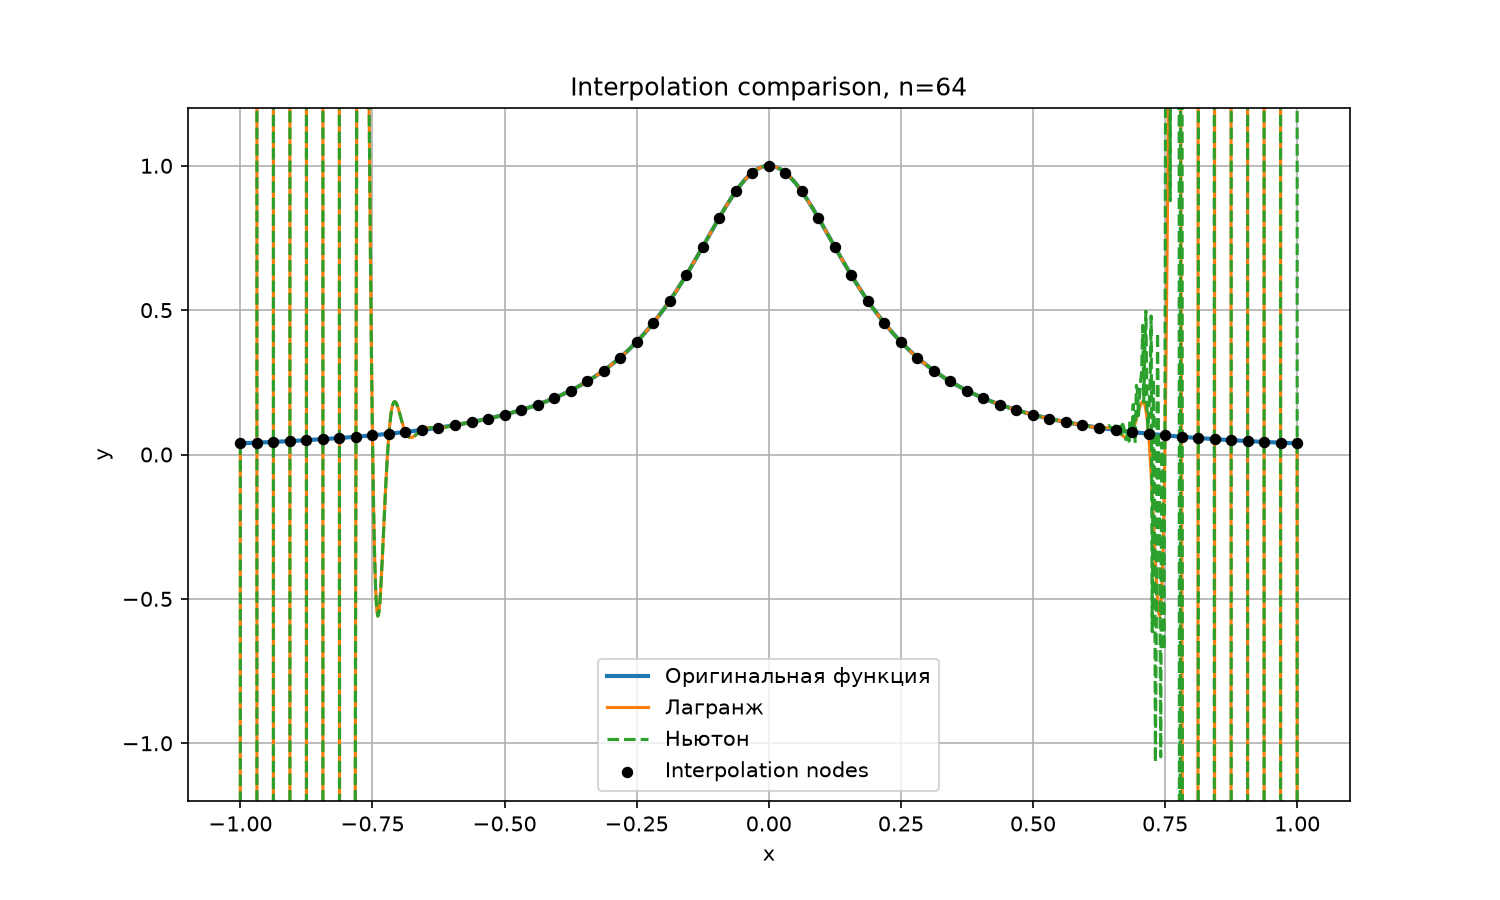 Interpolation comparison, n=64
y
1.0
0.5
0.0
−0.5
−1.0
Оригинальная функция
Лагранж
Ньютон
Interpolation nodes
−1.00 −0.75 −0.50 −0.25 0.00 0.25 0.50 0.75 1.00
x